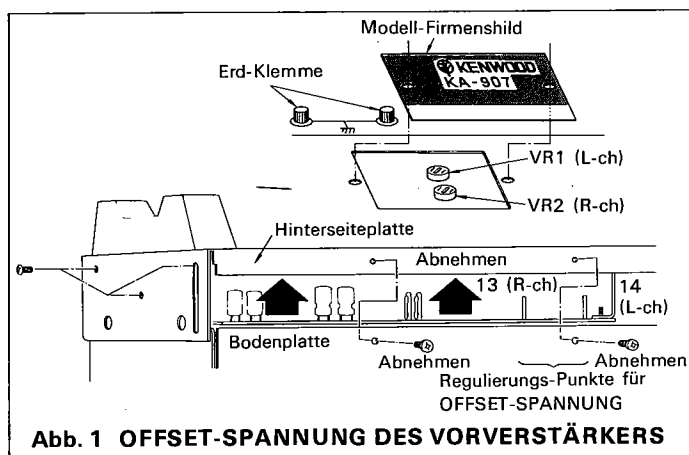 Modell-Firmenshild
Erd-Klemme
KENWOOD
KA-907
VR1 (L-ch)
VR2 (R-ch)
Hinterseiteplatte
Abnehmen
13 (R-ch)
14
(L-ch)
Bodenplatte
Abnehmen
Abnehmen
Regulierungs-Punkte für
OFFSET-SPANNUNG
Abb. 1 OFFSET-SPANNUNG DES VORVERSTÄRKERS